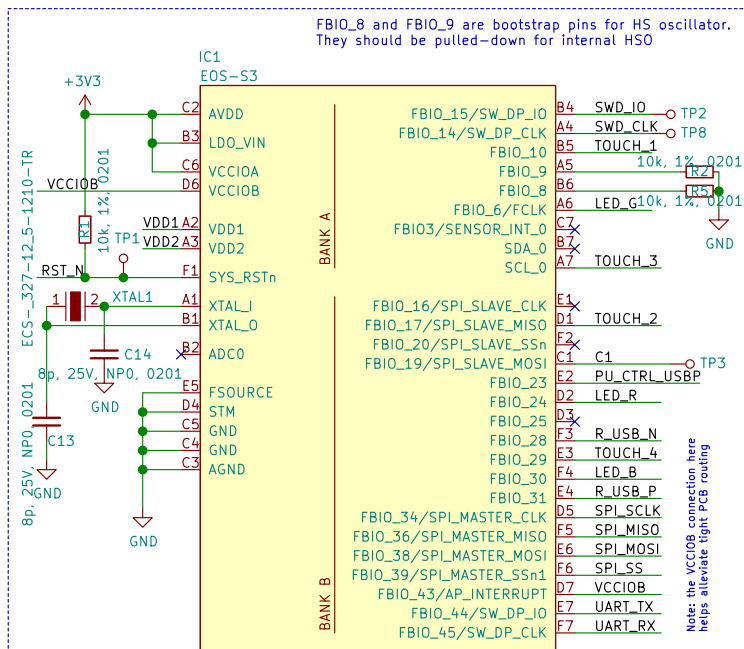 FBIO_8 and FBIO_9 are bootstrap pins for HS oscillator.
They should be pulled-down for internal HSO
IC1
EOS-S3
+3V3
C2 AVDD
B3 LDO_VIN
C6 VCCIOA
VCCIOB D6 VCCIOB
VDD1 A2 VDD1
VDD2 A3 VDD2
RST_N F1 SYS_RSTn
A1 XTAL_I
B1 XTAL_O
B2 ADC0
E5 FSOURCE
D4 STM
C5 GND
C4 GND
C3 AGND
R1
10k, 1%, 0201
TP1
1 2 XTAL1
ECS-_327-12_5-1210-TR
C14
8p, 25V, NP0, 0201
GND
C13
8p, 25V, NP0, 0201
GND
GND
BANK A
BANK B
FBIO_15/SW_DP_IO B4 SWD_IO TP2
FBIO_14/SW_DP_CLK A4 SWD_CLK TP8
FBIO_10 B5 TOUCH_1
FBIO_9 A5
FBIO_8 B6
FBIO_6/FCLK A6 LED_G
FBIO3/SENSOR_INT_0 C7
SDA_0 B7
SCL_0 A7 TOUCH_3
10k, 1%, 0201
R2
R5
10k, 1%, 0201
GND
FBIO_16/SPI_SLAVE_CLK E1
FBIO_17/SPI_SLAVE_MISO D1 TOUCH_2
FBIO_20/SPI_SLAVE_SSn F2
FBIO_19/SPI_SLAVE_MOSI C1 C1 TP3
FBIO_23 E2 PU_CTRL_USBP
FBIO_24 D2 LED_R
FBIO_25 D3
FBIO_28 F3 R_USB_N
FBIO_29 E3 TOUCH_4
FBIO_30 F4 LED_B
FBIO_31 E4 R_USB_P
FBIO_34/SPI_MASTER_CLK D5 SPI_SCLK
FBIO_36/SPI_MASTER_MISO F5 SPI_MISO
FBIO_38/SPI_MASTER_MOSI E6 SPI_MOSI
FBIO_39/SPI_MASTER_SSn1 F6 SPI_SS
FBIO_43/AP_INTERRUPT D7 VCCIOB
FBIO_44/SW_DP_IO E7 UART_TX
FBIO_45/SW_DP_CLK F7 UART_RX
Note: the VCCIOB connection here
helps alleviate tight PCB routing